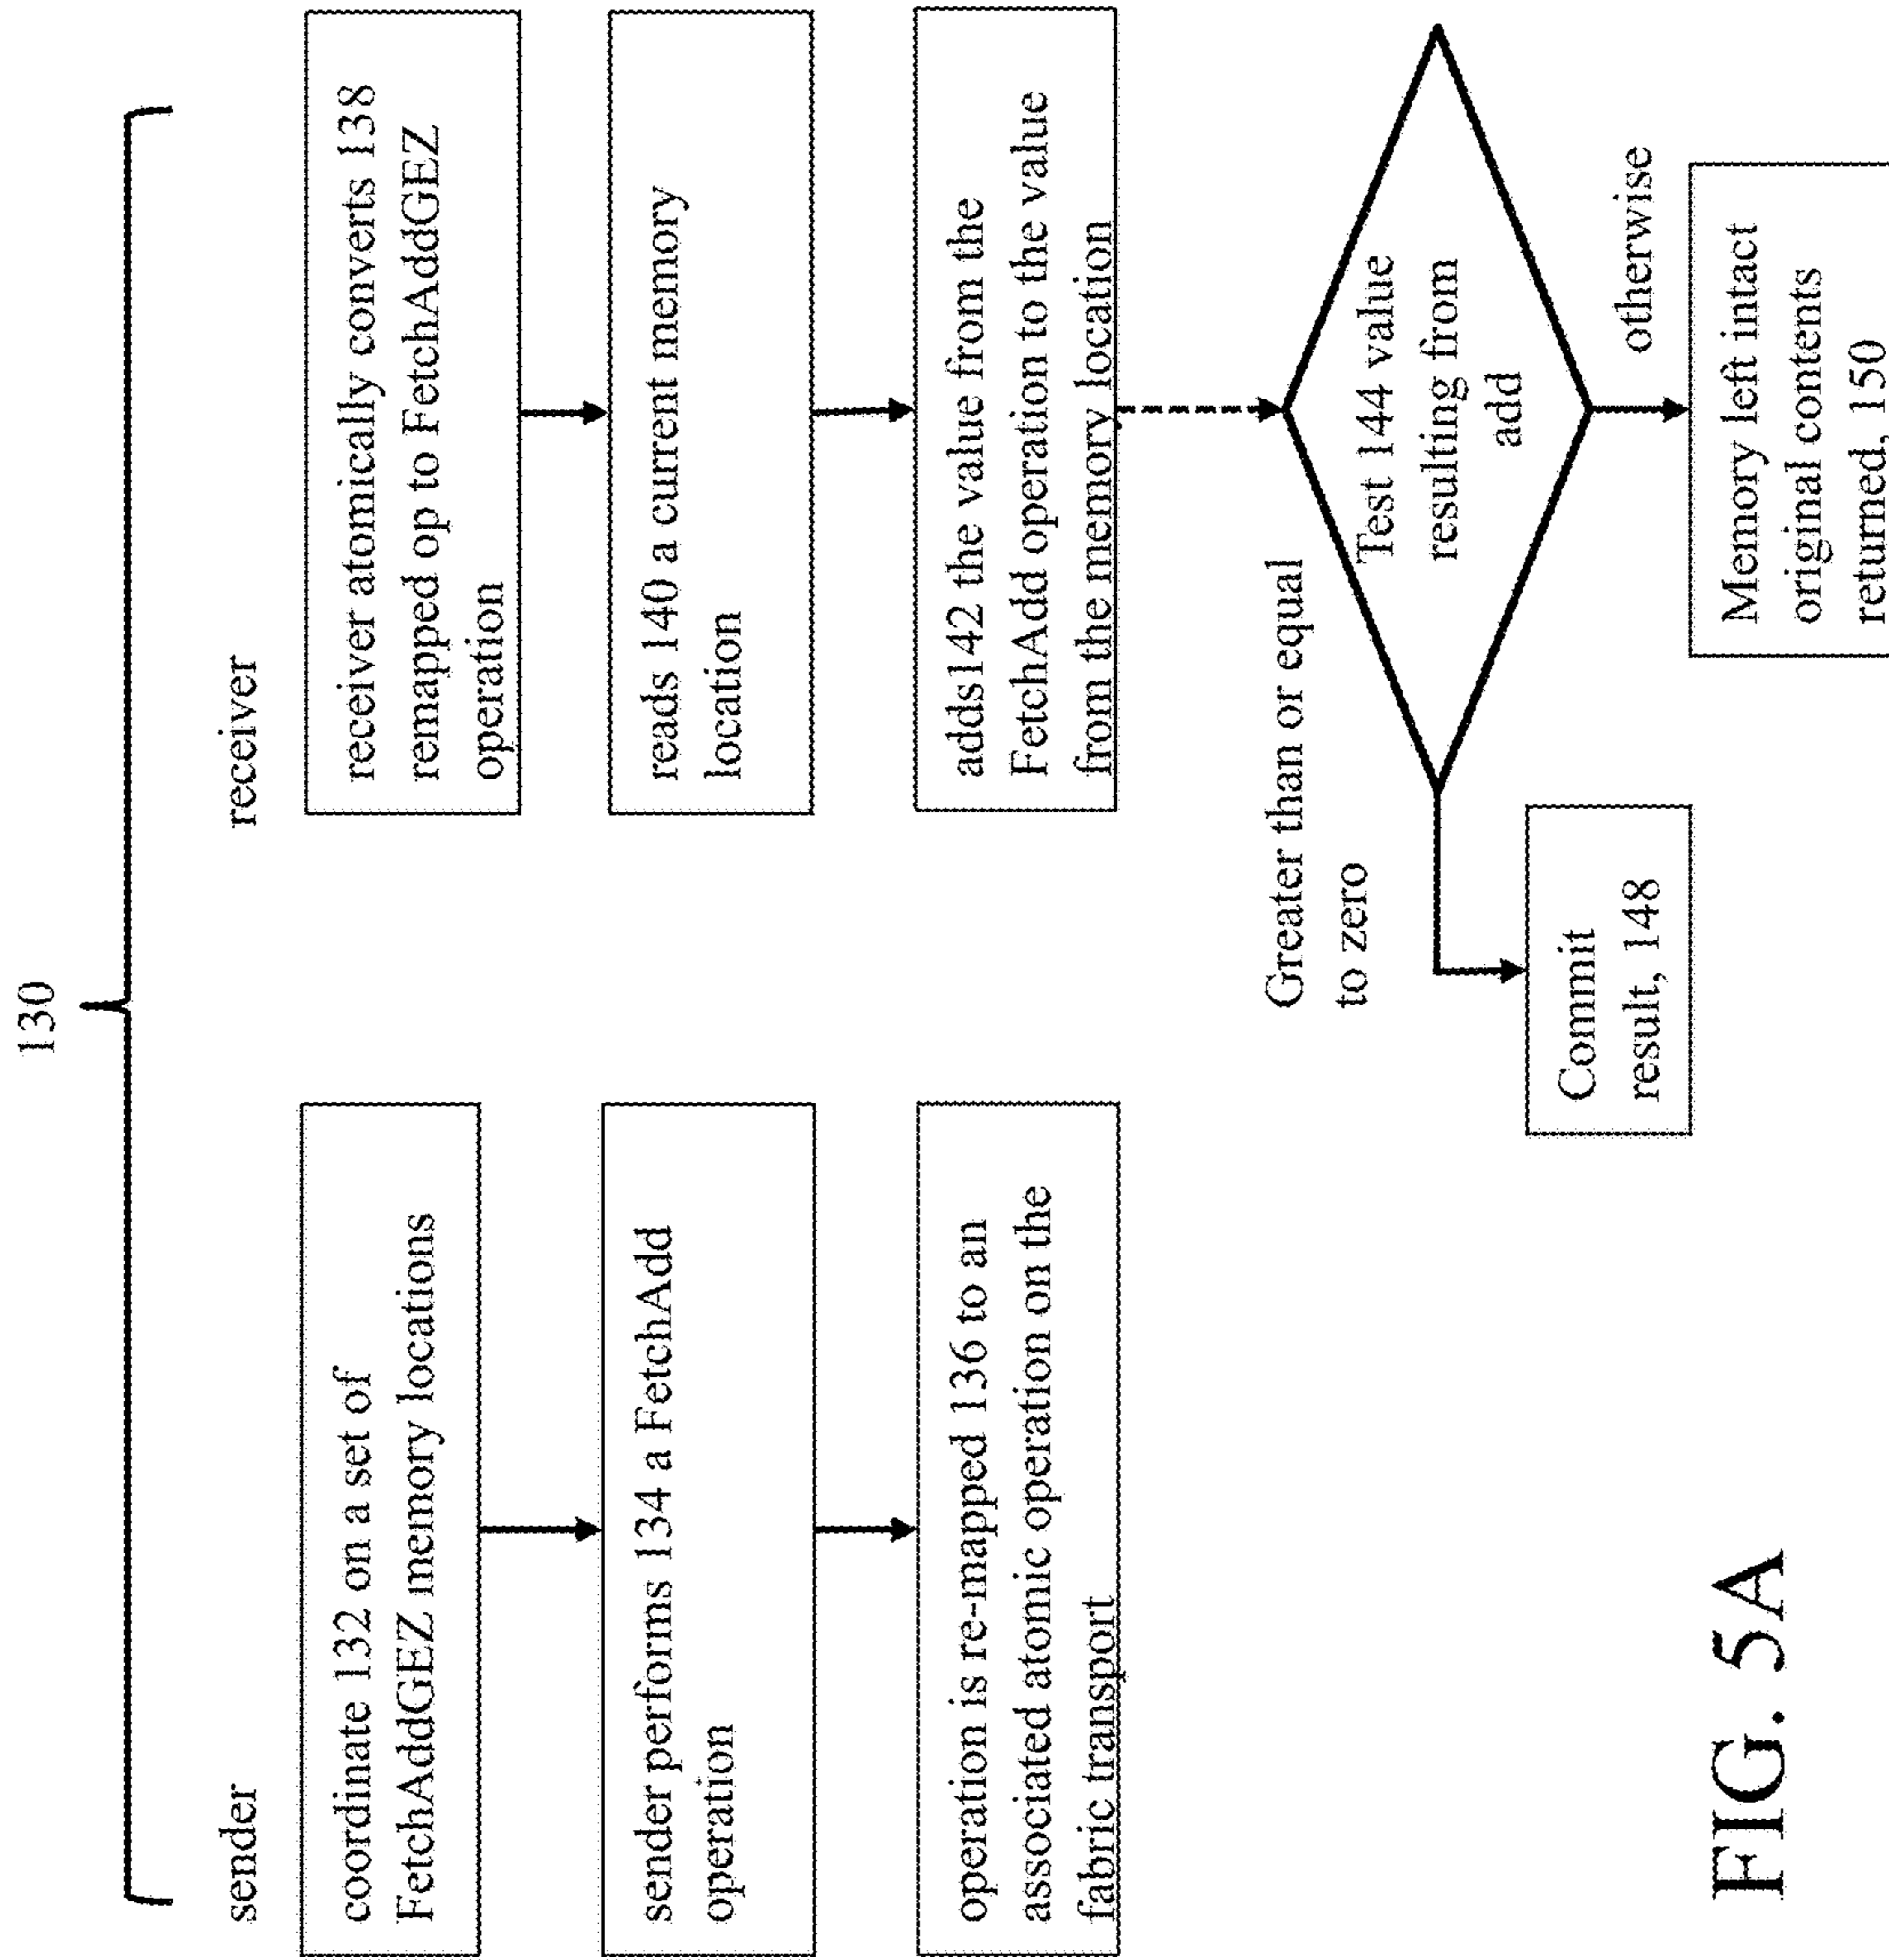 130
sender
coordinate 132 on a set of
FetchAddGEZ memory locations
sender performs 134 a FetchAdd
operation
operation is re-mapped 136 to an
associated atomic operation on the
fabric transport
receiver
receiver atomically converts 138
remapped op to FetchAddGEZ
operation
reads 140 a current memory
location
adds142 the value from the
FetchAdd operation to the value
from the memory location
Test 144 value
resulting from
add
Greater than or equal
to zero
otherwise
Commit
result, 148
Memory left intact
original contents
returned, 150
FIG. 5A